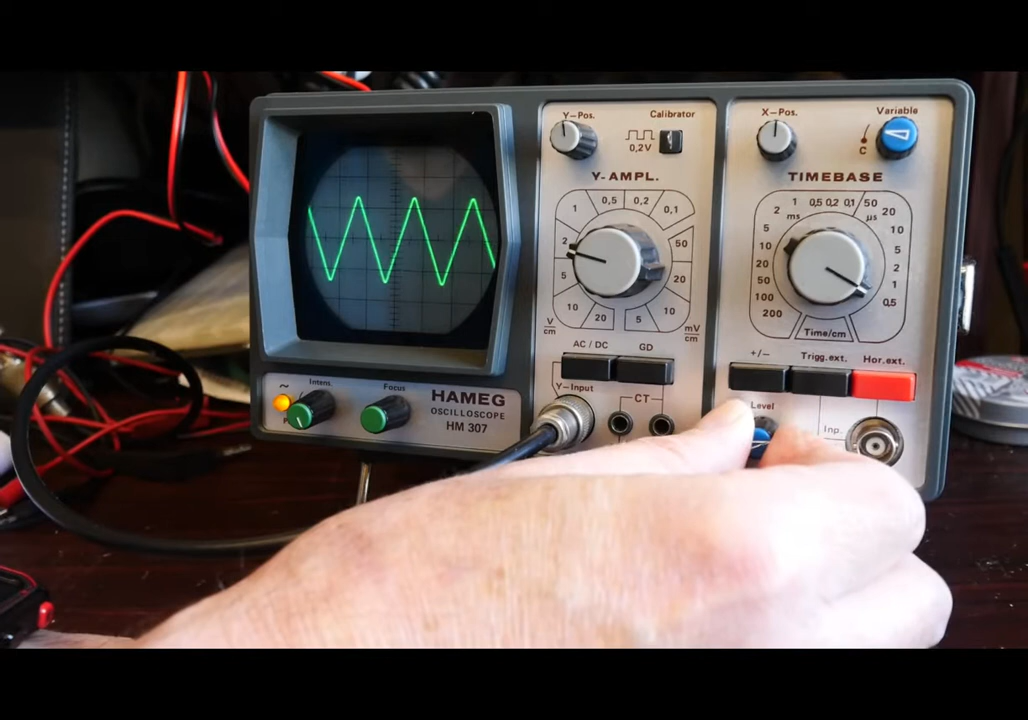 Y-Pos.
Calibrator
0,2V
X-Pos.
Variable
C
Y-AMPL.
TIMEBASE
0,5
0,2
1
0,1
2
50
5
20
10
20
5
10
V
cm
mV
cm
1
0,5
0,2
0,1
50
2
ms
µs
20
5
10
10
5
20
2
50
1
100
0,5
200
Time/cm
AC / DC
GD
+/-
Trigg.ext.
Hor.ext.
Y-Input
CT
Level
Inp.
~
Intens.
Focus
HAMEG
OSCILLOSCOPE
HM 307